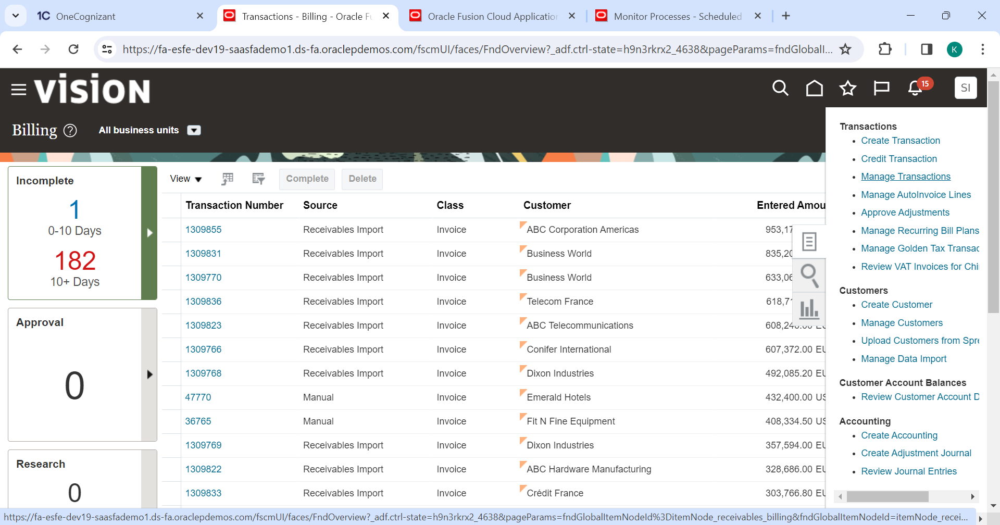 1C OneCognizant
Transactions - Billing - Oracle Fu
Oracle Fusion Cloud Application
Monitor Processes - Scheduled
https://fa-esfe-dev19-saasfademo1.ds-fa.oraclepdemos.com/fscmUI/faces/FndOverview?_adf.ctrl-state=h9n3rkrx2_4638&pageParams=fndGlobalI...
K
VISION
15
SI
Billing ?
All business units
Incomplete
1
0-10 Days
182
10+ Days
Approval
0
Research
0
View
Complete
Delete
Transaction Number Source Class Customer Entered Amou
1309855 Receivables Import Invoice ABC Corporation Americas 953,17
1309831 Receivables Import Invoice Business World 835,20
1309770 Receivables Import Invoice Business World 633,06
1309836 Receivables Import Invoice Telecom France 618,71
1309823 Receivables Import Invoice ABC Telecommunications 608,240.00 EU
1309766 Receivables Import Invoice Conifer International 607,372.00 EU
1309768 Receivables Import Invoice Dixon Industries 492,085.20 EU
47770 Manual Invoice Emerald Hotels 432,400.00 US
36765 Manual Invoice Fit N Fine Equipment 408,334.50 US
1309769 Receivables Import Invoice Dixon Industries 357,594.00 EU
1309822 Receivables Import Invoice ABC Hardware Manufacturing 328,686.00 EU
1309833 Receivables Import Invoice Crédit France 303,766.80 EU
Transactions
Create Transaction
Credit Transaction
Manage Transactions
Manage AutoInvoice Lines
Approve Adjustments
Manage Recurring Bill Plans
Manage Golden Tax Transac
Review VAT Invoices for Chi
Customers
Create Customer
Manage Customers
Upload Customers from Spre
Manage Data Import
Customer Account Balances
Review Customer Account D
Accounting
Create Accounting
Create Adjustment Journal
Review Journal Entries
https://fa-esfe-dev19-saasfademo1.ds-fa.oraclepdemos.com/fscmUI/faces/FndOverview?_adf.ctrl-state=h9n3rkrx2_4638&pageParams=fndGlobalItemNodeId%3DitemNode_receivables_billing&fndGlobalItemNodeId=itemNode_recei...